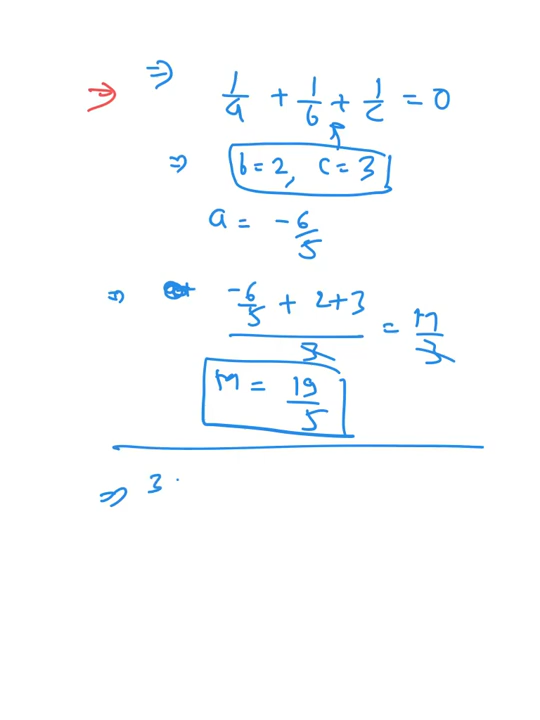 ⇒ 1/a + 1/b + 1/c = 0
⇒ b = 2, c = 3
a = -6/5
⇒ (-6/5 + 2 + 3)/3 = M/3
M = 19/5
⇒ 3 .